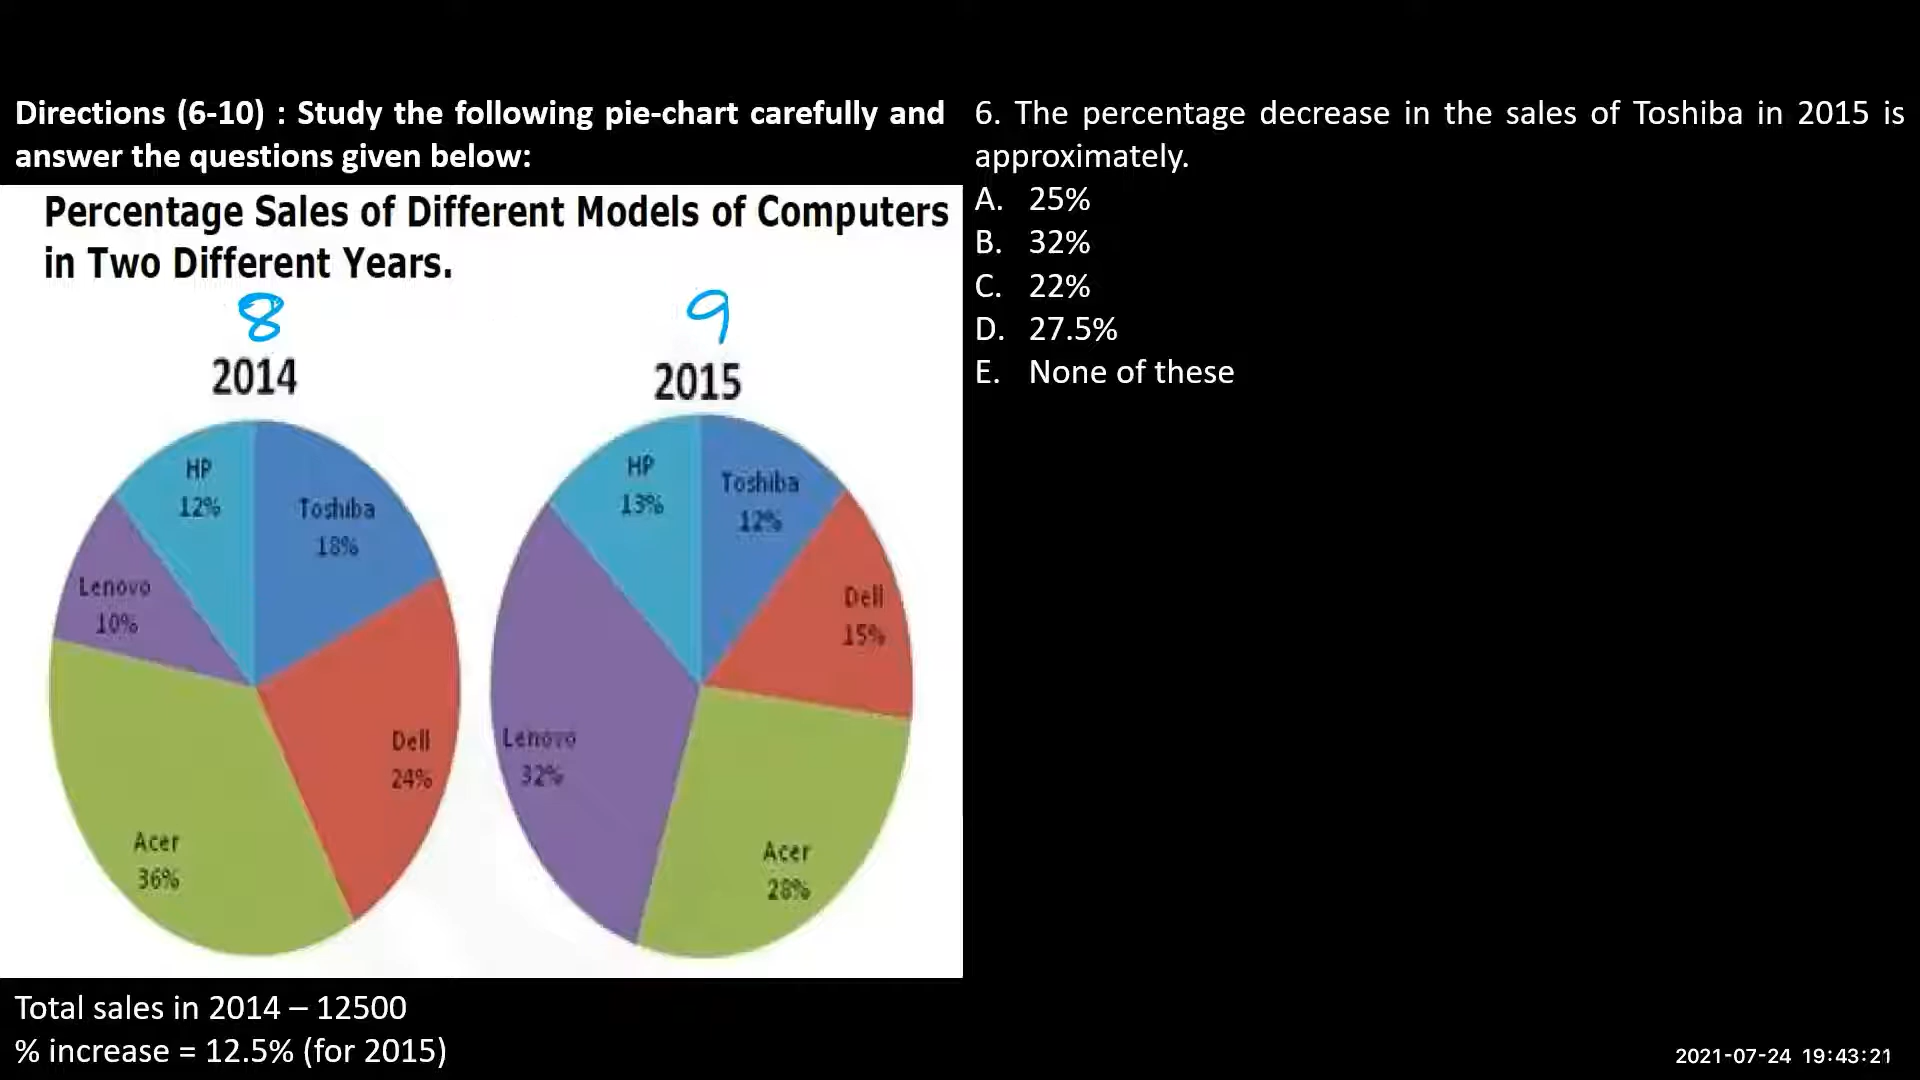 Directions (6-10) : Study the following pie-chart carefully and
answer the questions given below:
Percentage Sales of Different Models of Computers
in Two Different Years.
8
9
2014
2015
HP
12%
Toshiba
18%
Lenovo
10%
Dell
24%
Acer
36%
HP
13%
Toshiba
12%
Dell
15%
Lenovo
32%
Acer
28%
Total sales in 2014 – 12500
% increase = 12.5% (for 2015)
6. The percentage decrease in the sales of Toshiba in 2015 is
approximately.
A. 25%
B. 32%
C. 22%
D. 27.5%
E. None of these
2021-07-24 19:43:21